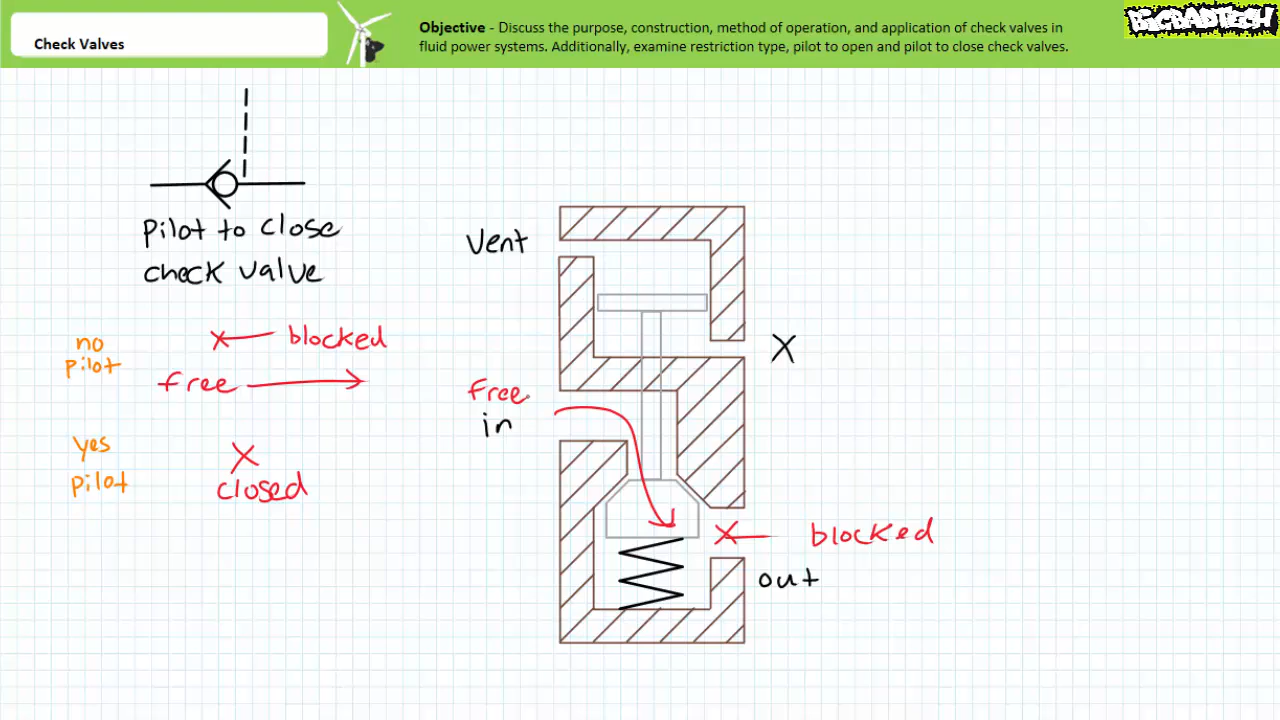 Check Valves
Objective - Discuss the purpose, construction, method of operation, and application of check valves in
fluid power systems. Additionally, examine restriction type, pilot to open and pilot to close check valves.
BIGBADTECH
Pilot to close
check valve
no
pilot
blocked
free
yes
pilot
X
closed
Vent
X
Free
in
blocked
out